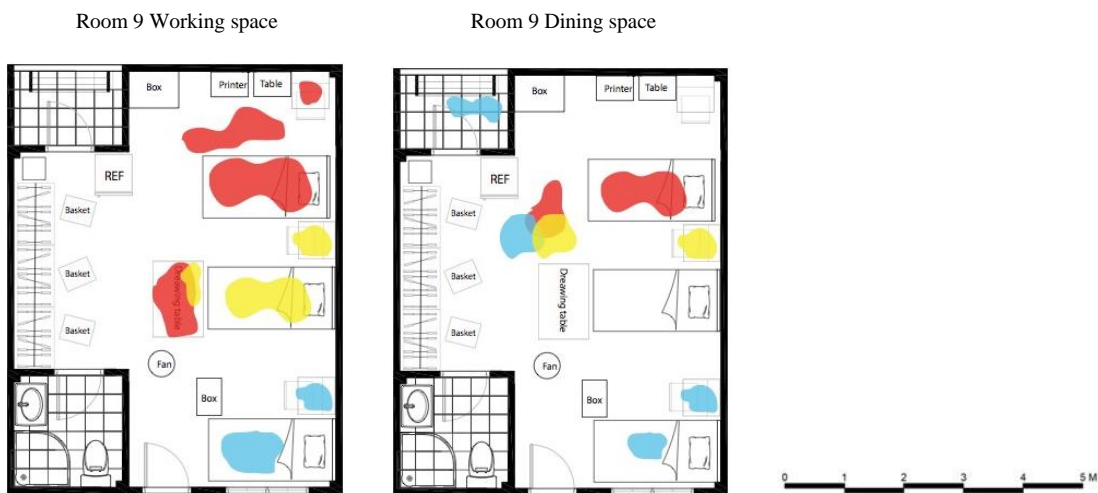 Room 9 Working space
Room 9 Dining space
Box
Printer
Table
REF
Basket
Basket
Dreawing table
Basket
Fan
Box
Box
Printer
Table
REF
Basket
Basket
Dreawing table
Basket
Fan
Box
0 1 2 3 4 5 M